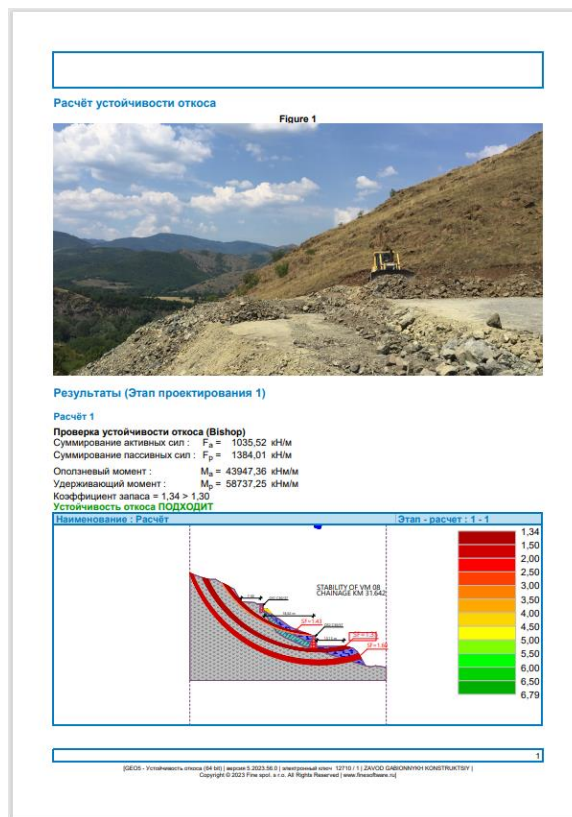 Расчёт устойчивости откоса
Figure 1
Результаты (Этап проектирования 1)
Расчёт 1
Проверка устойчивости откоса (Bishop)
Суммирование активных сил : Fa = 1035,52 кН/м
Суммирование пассивных сил : Fp = 1384,01 кН/м
Оползневый момент : Ma = 43947,36 кНм/м
Удерживающий момент : Mp = 58737,25 кНм/м
Коэффициент запаса = 1,34 > 1,30
Устойчивость откоса ПОДХОДИТ
Наименование : Расчёт Этап - расчет : 1 - 1
STABILITY OF VM 08
CHAINAGE KM 31.642
SF=1.43
1,34
1,50
2,00
2,50
3,00
3,50
4,00
4,50
5,00
5,50
6,00
6,50
6,79
1
[GEO5 - Устойчивость откоса (64 bit) | версия 5.2023.56.0 | электронный ключ 12710 / 1 | ZAVOD GABIONNYKH KONSTRUKTSIY |
Copyright © 2023 Fine spol. s r.o. All Rights Reserved | www.finesoftware.ru]